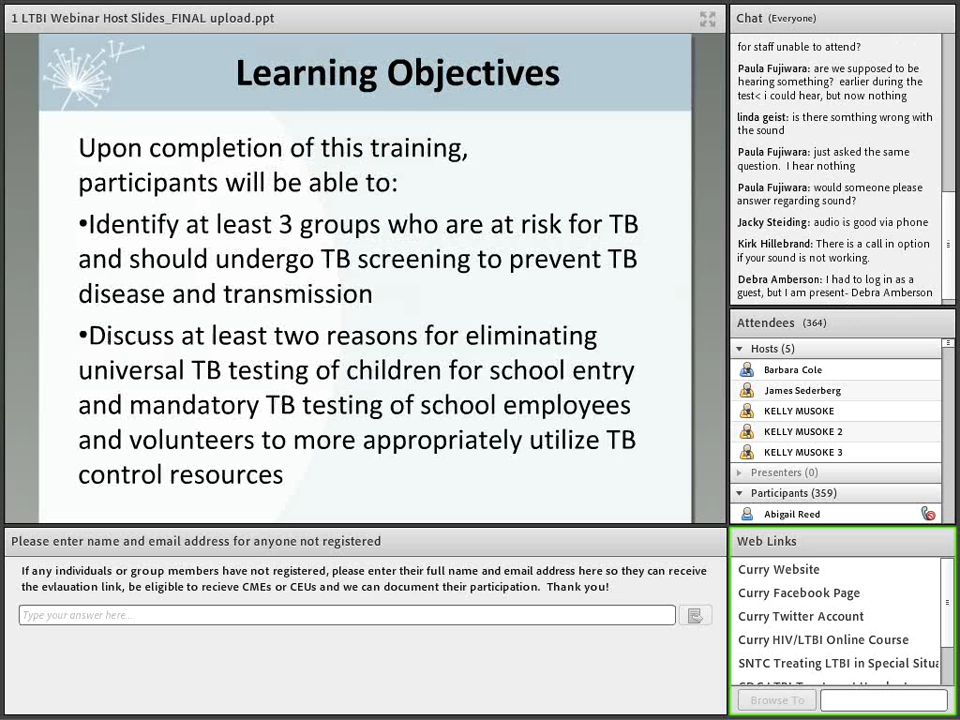 1 LTBI Webinar Host Slides_FINAL upload.ppt
Learning Objectives
Upon completion of this training,
participants will be able to:
•Identify at least 3 groups who are at risk for TB
and should undergo TB screening to prevent TB
disease and transmission
•Discuss at least two reasons for eliminating
universal TB testing of children for school entry
and mandatory TB testing of school employees
and volunteers to more appropriately utilize TB
control resources
Chat (Everyone)
for staff unable to attend?
Paula Fujiwara: are we supposed to be
hearing something? earlier during the
test< i could hear, but now nothing
linda geist: is there somthing wrong with
the sound
Paula Fujiwara: just asked the same
question. I hear nothing
Paula Fujiwara: would someone please
answer regarding sound?
Jacky Steiding: audio is good via phone
Kirk Hillebrand: There is a call in option
if your sound is not working.
Debra Amberson: I had to log in as a
guest, but I am present- Debra Amberson
Attendees (364)
Hosts (5)
Barbara Cole
James Sederberg
KELLY MUSOKE
KELLY MUSOKE 2
KELLY MUSOKE 3
Presenters (0)
Participants (359)
Abigail Reed
Please enter name and email address for anyone not registered
If any individuals or group members have not registered, please enter their full name and email address here so they can receive
the evlauation link, be eligible to recieve CMEs or CEUs and we can document their participation. Thank you!
Type your answer here...
Web Links
Curry Website
Curry Facebook Page
Curry Twitter Account
Curry HIV/LTBI Online Course
SNTC Treating LTBI in Special Situa
Browse To